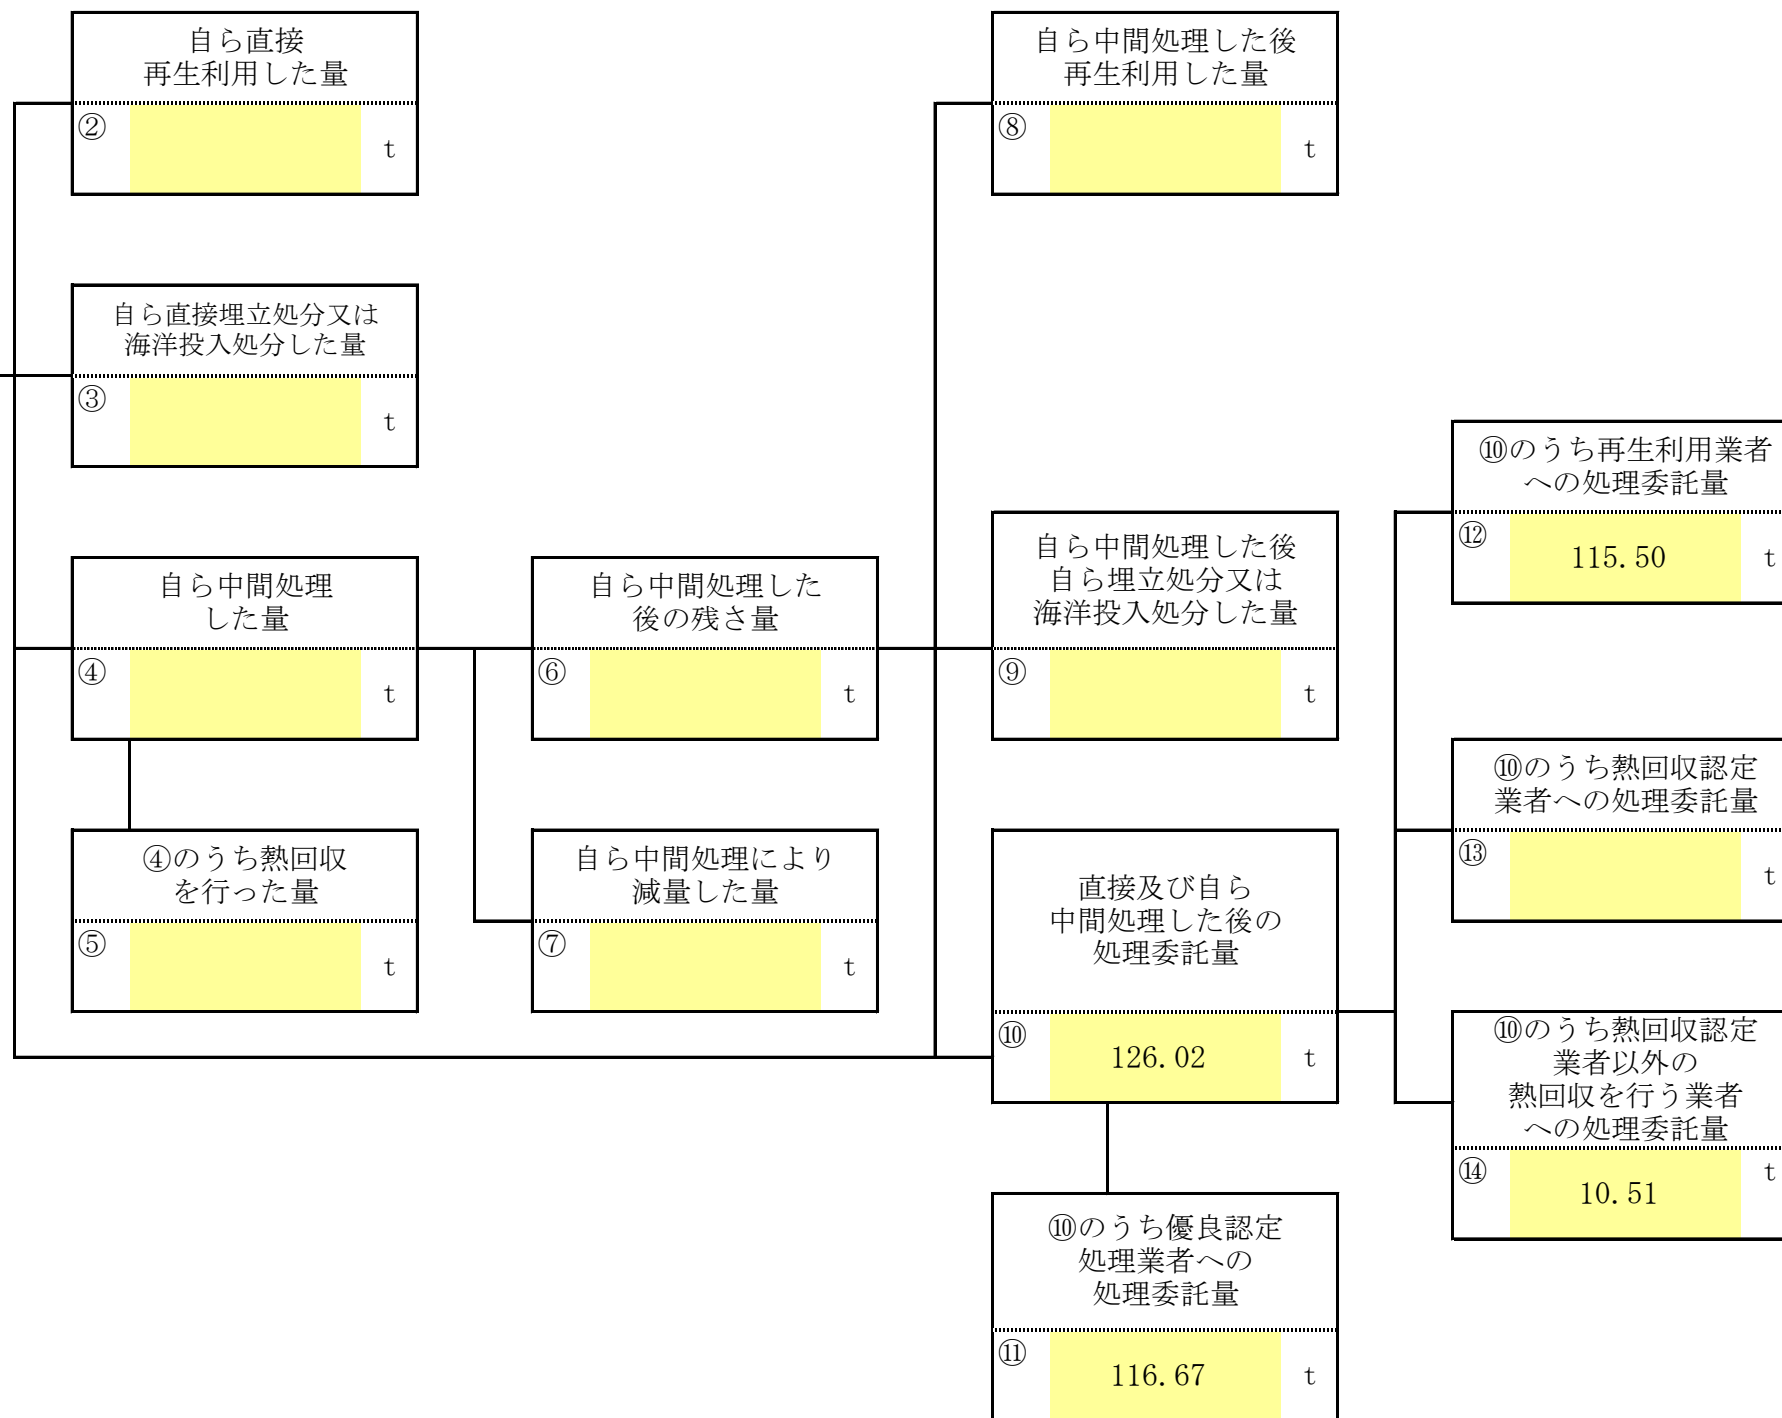 自ら直接
再生利用した量
②
t
自ら中間処理した後
再生利用した量
⑧
t
自ら直接埋立処分又は
海洋投入処分した量
③
t
⑩のうち再生利用業者
への処理委託量
⑫
115.50
t
自ら中間処理
した量
④
t
自ら中間処理した
後の残さ量
⑥
t
自ら中間処理した後
自ら埋立処分又は
海洋投入処分した量
⑨
t
⑩のうち熱回収認定
業者への処理委託量
⑬
t
④のうち熱回収
を行った量
⑤
t
自ら中間処理により
減量した量
⑦
t
直接及び自ら
中間処理した後の
処理委託量
⑩
126.02
t
⑩のうち熱回収認定
業者以外の
熱回収を行う業者
への処理委託量
⑭
10.51
t
⑩のうち優良認定
処理業者への
処理委託量
⑪
116.67
t